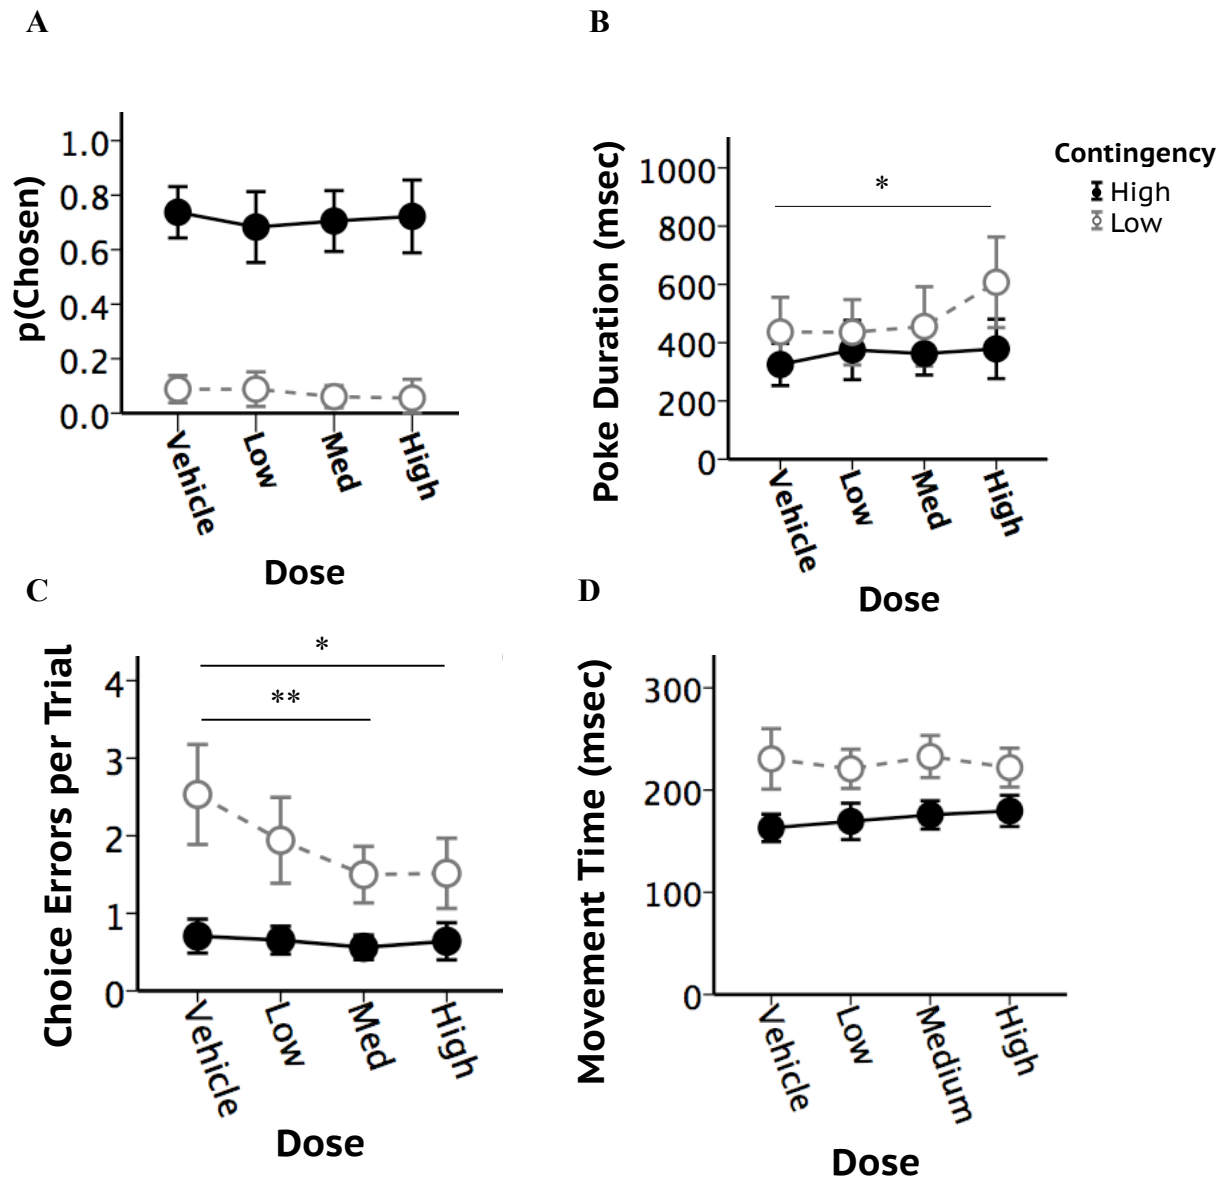 A
p(Chosen)
1.0
0.8
0.6
0.4
0.2
0.0
Vehicle
Low
Med
High
Dose
B
Poke Duration (msec)
1000
800
600
400
200
0
*
Vehicle
Low
Med
High
Dose
Contingency
High
Low
C
Choice Errors per Trial
4
3
2
1
0
*
**
Vehicle
Low
Med
High
Dose
D
Movement Time (msec)
300
200
100
0
Vehicle
Low
Medium
High
Dose